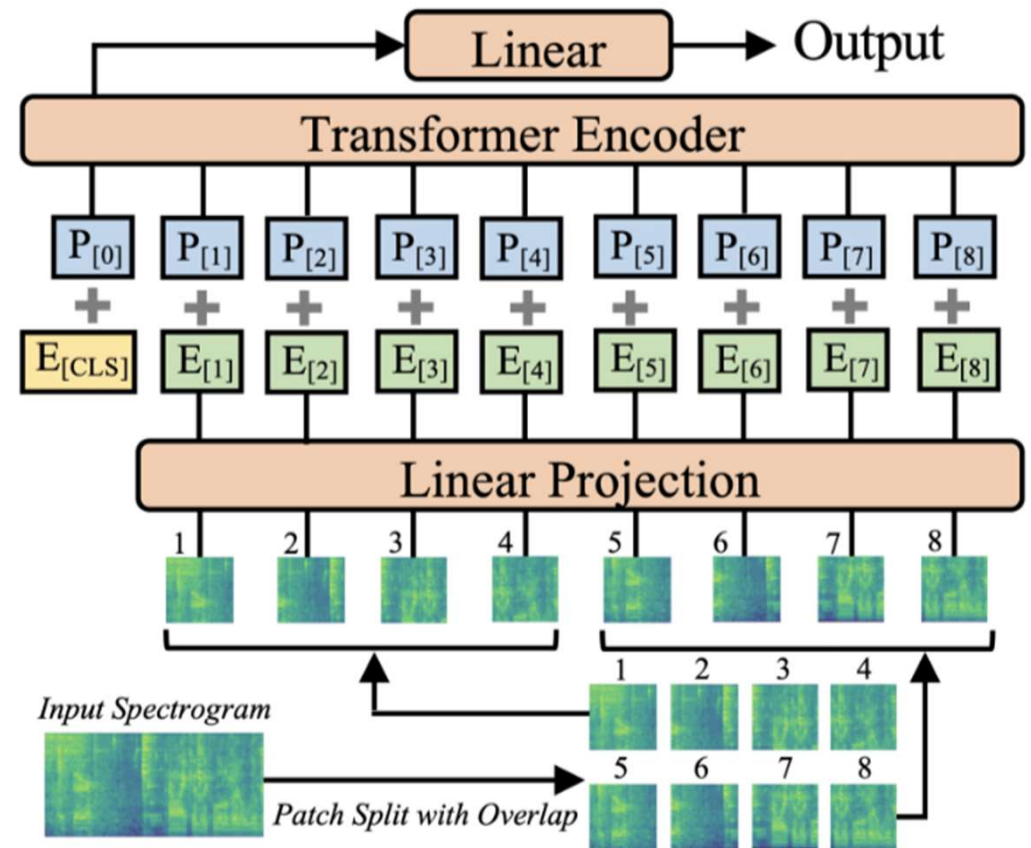 Linear
Output
Transformer Encoder
P[0] P[1] P[2] P[3] P[4] P[5] P[6] P[7] P[8]
+ + + + + + + + +
E[CLS] E[1] E[2] E[3] E[4] E[5] E[6] E[7] E[8]
Linear Projection
1 2 3 4 5 6 7 8
1 2 3 4
Input Spectrogram
5 6 7 8
Patch Split with Overlap